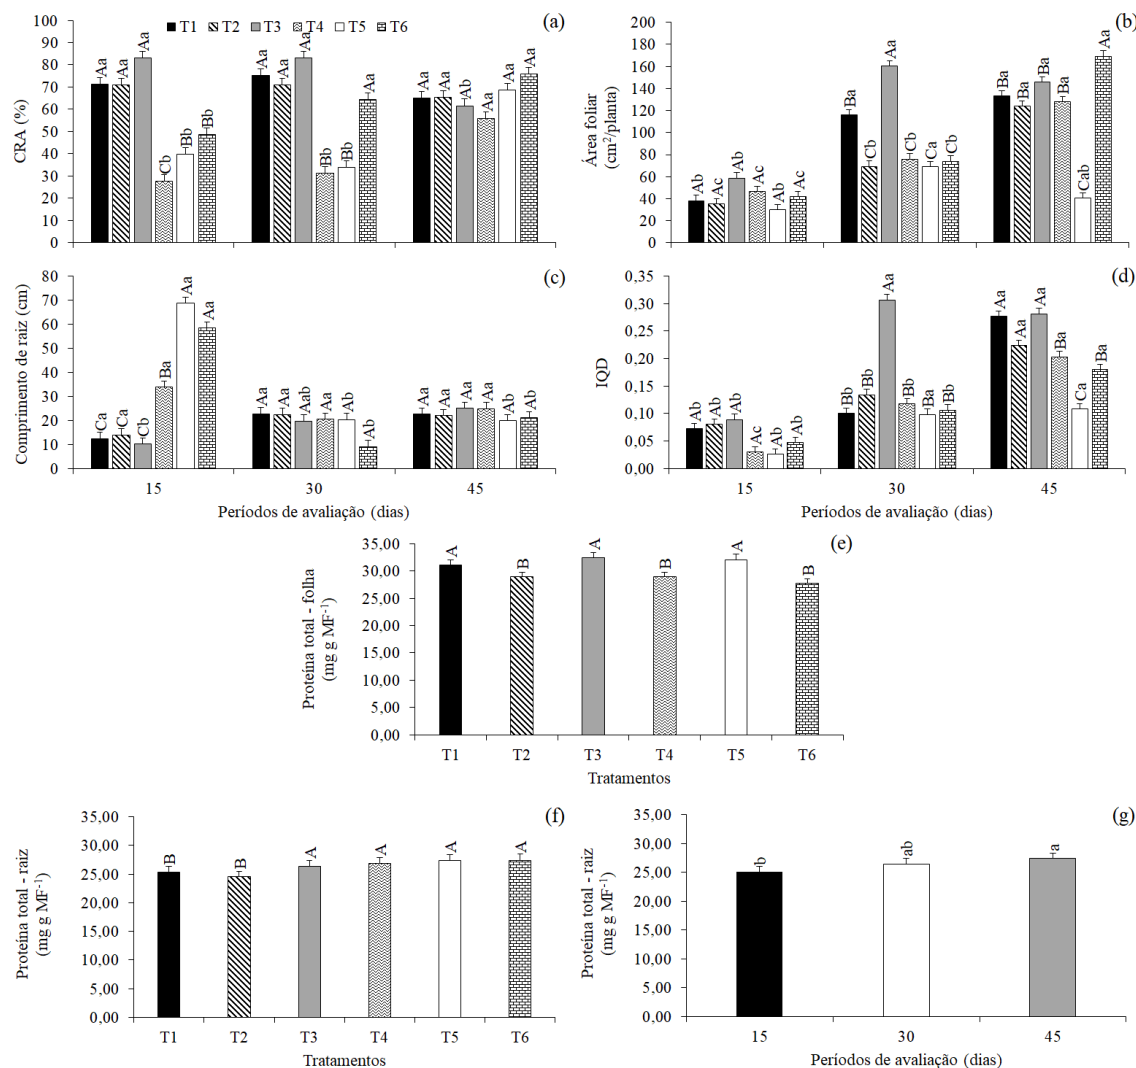 (a)
T1 T2 T3 T4 T5 T6
CRA (%)
100
90
80
70
60
50
40
30
20
10
0
Aa Aa Aa Cb Bb Bb
Aa Aa Aa Bb Bb Aa
Aa Aa Ab Aa Aa Aa
(b)
Área foliar
(cm²/planta)
200
180
160
140
120
100
80
60
40
20
0
Ab Ac Ab Ac Ab Ac
Ba Cb Aa Cb Ca Cb
Ba Ba Ba Ba Cab Aa
(c)
Comprimento de raiz (cm)
80
70
60
50
40
30
20
10
0
Ca Ca Cb Ba Aa Aa
Aa Aa Aab Aa Ab Ab
Aa Aa Aa Aa Ab Ab
15 30 45
Períodos de avaliação (dias)
(d)
IQD
0,35
0,30
0,25
0,20
0,15
0,10
0,05
0,00
Ab Ab Ab Ac Ab Ab
Bb Bb Aa Bb Ba Bb
Aa Aa Aa Ba Ca Ba
15 30 45
Períodos de avaliação (dias)
(e)
Proteína total - folha
(mg g MF⁻¹)
35,00
30,00
25,00
20,00
15,00
10,00
5,00
0,00
A B A B A B
T1 T2 T3 T4 T5 T6
Tratamentos
(f)
Proteína total - raiz
(mg g MF⁻¹)
35,00
30,00
25,00
20,00
15,00
10,00
5,00
0,00
B B A A A A
T1 T2 T3 T4 T5 T6
Tratamentos
(g)
Proteína total - raiz
(mg g MF⁻¹)
35,00
30,00
25,00
20,00
15,00
10,00
5,00
0,00
b ab a
15 30 45
Períodos de avaliação (dias)